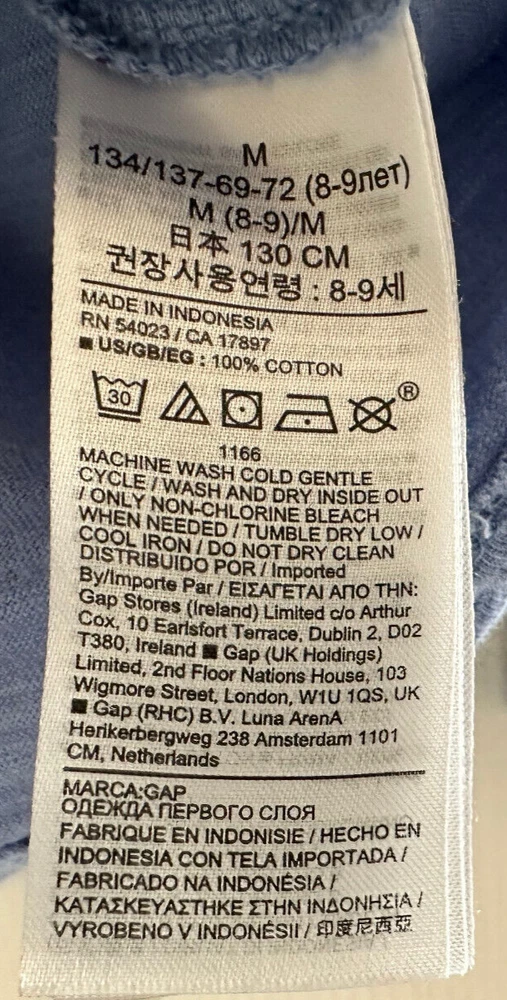 M
134/137-69-72 (8-9лет)
M (8-9)/M
日本 130 CM
권장사용연령 : 8-9세
MADE IN INDONESIA
RN 54023 / CA 17897
■ US/GB/EG : 100% COTTON
30
®
1166
MACHINE WASH COLD GENTLE
CYCLE / WASH AND DRY INSIDE OUT
/ ONLY NON-CHLORINE BLEACH
WHEN NEEDED / TUMBLE DRY LOW /
COOL IRON / DO NOT DRY CLEAN
DISTRIBUIDO POR / Imported
By/Importe Par / ΕΙΣΑΓΕΤΑΙ ΑΠΟ ΤΗΝ:
Gap Stores (Ireland) Limited c/o Arthur
Cox, 10 Earlsfort Terrace, Dublin 2, D02
T380, Ireland ■ Gap (UK Holdings)
Limited, 2nd Floor Nations House, 103
Wigmore Street, London, W1U 1QS, UK
■ Gap (RHC) B.V. Luna ArenA
Herikerbergweg 238 Amsterdam 1101
CM, Netherlands
MARCA:GAP
ОДЕЖДА ПЕРВОГО СЛОЯ
FABRIQUE EN INDONISIE / HECHO EN
INDONESIA CON TELA IMPORTADA /
FABRICADO NA INDONÉSIA /
ΚΑΤΑΣΚΕΥΑΣΤΗΚΕ ΣΤΗΝ ΙΝΔΟΝΗΣΙΑ /
VYROBENO V INDONÉSII / 印度尼西亞